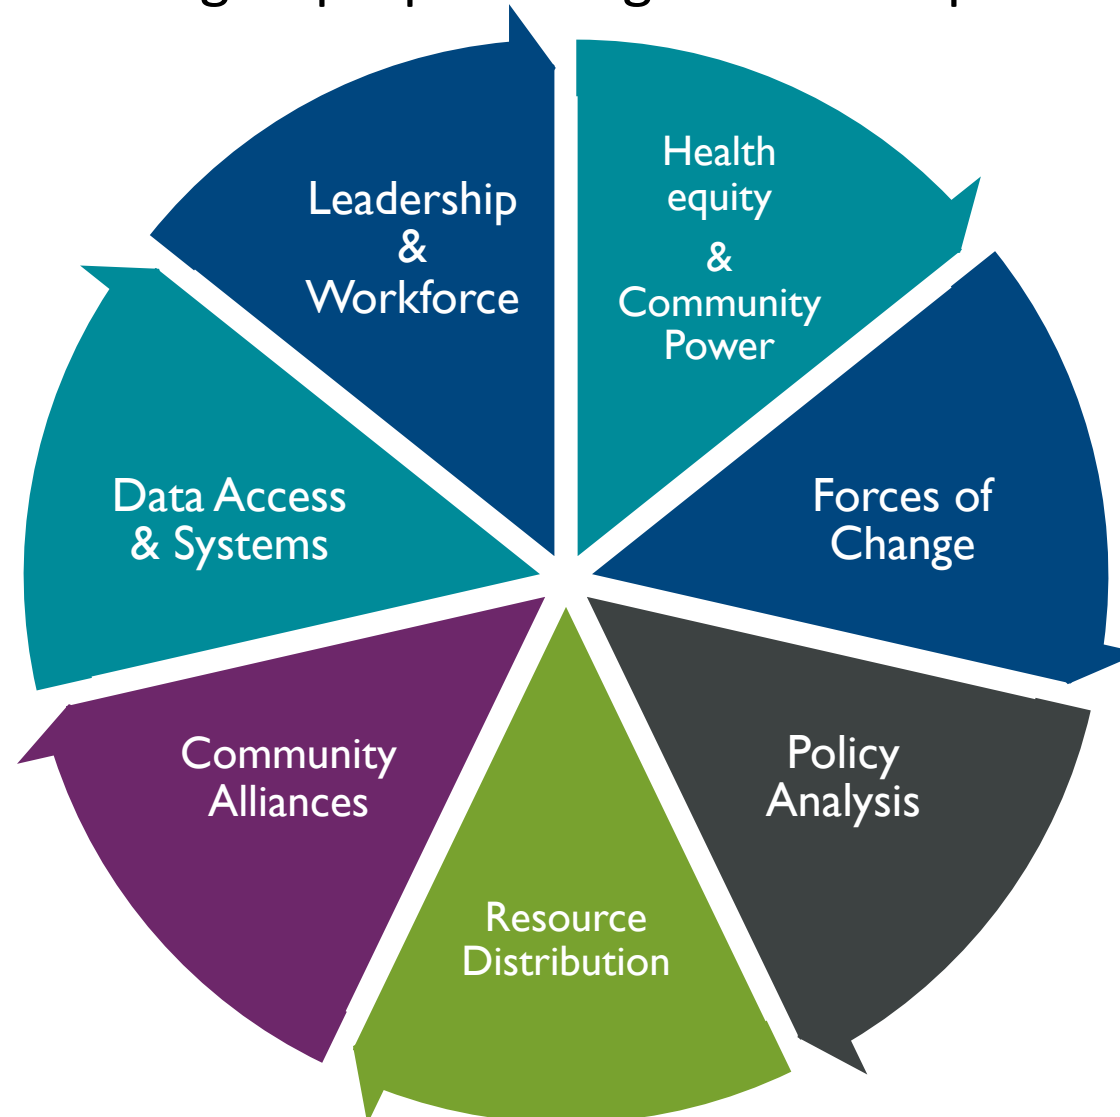 Leadership
&
Workforce
Health
equity
&
Community
Power
Data Access
& Systems
Forces of
Change
Community
Alliances
Policy
Analysis
Resource
Distribution